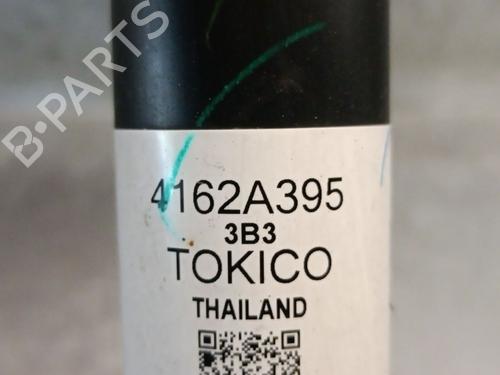 B-PARTS
4162A395
3B3
TOKICO
THAILAND